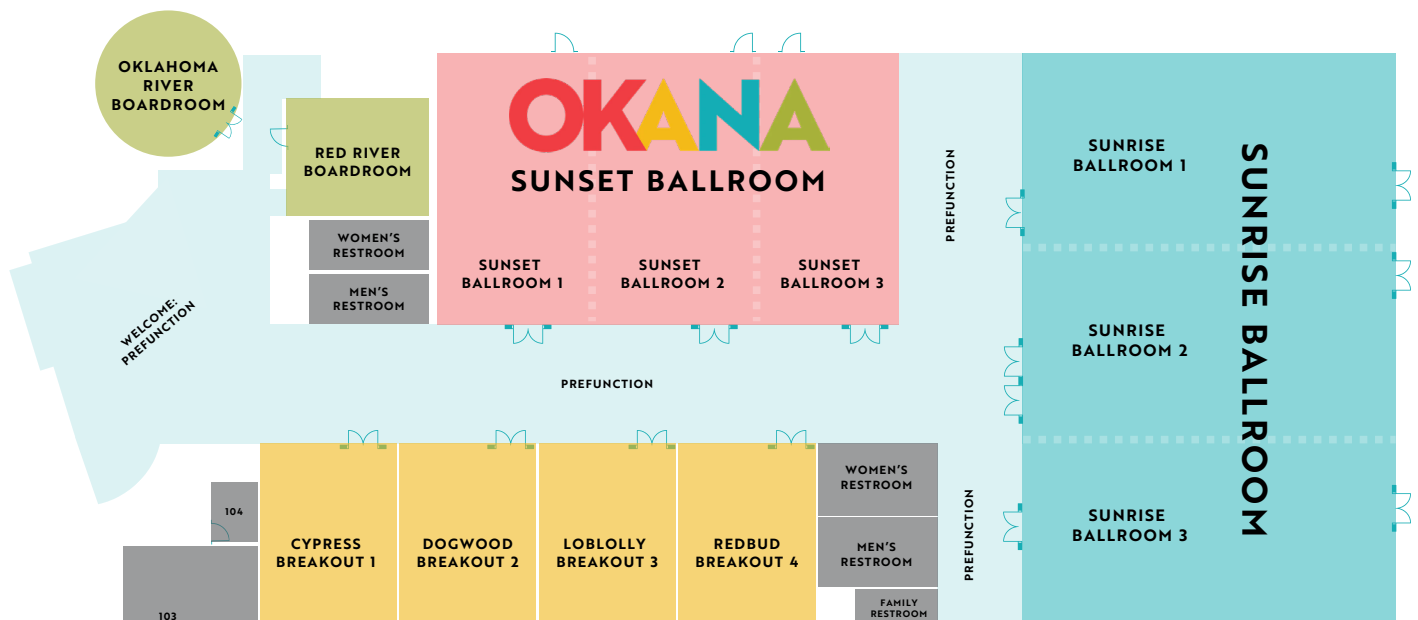 OKLAHOMA
RIVER
BOARDROOM
RED RIVER
BOARDROOM
WOMEN'S
RESTROOM
MEN'S
RESTROOM
WELCOME:
PREFUNCTION
OKANA
SUNSET BALLROOM
SUNSET
BALLROOM 1
SUNSET
BALLROOM 2
SUNSET
BALLROOM 3
PREFUNCTION
PREFUNCTION
SUNRISE
BALLROOM 1
SUNRISE
BALLROOM 2
SUNRISE
BALLROOM 3
SUNRISE BALLROOM
104
103
CYPRESS
BREAKOUT 1
DOGWOOD
BREAKOUT 2
LOBLOLLY
BREAKOUT 3
REDBUD
BREAKOUT 4
WOMEN'S
RESTROOM
MEN'S
RESTROOM
FAMILY
RESTROOM
PREFUNCTION